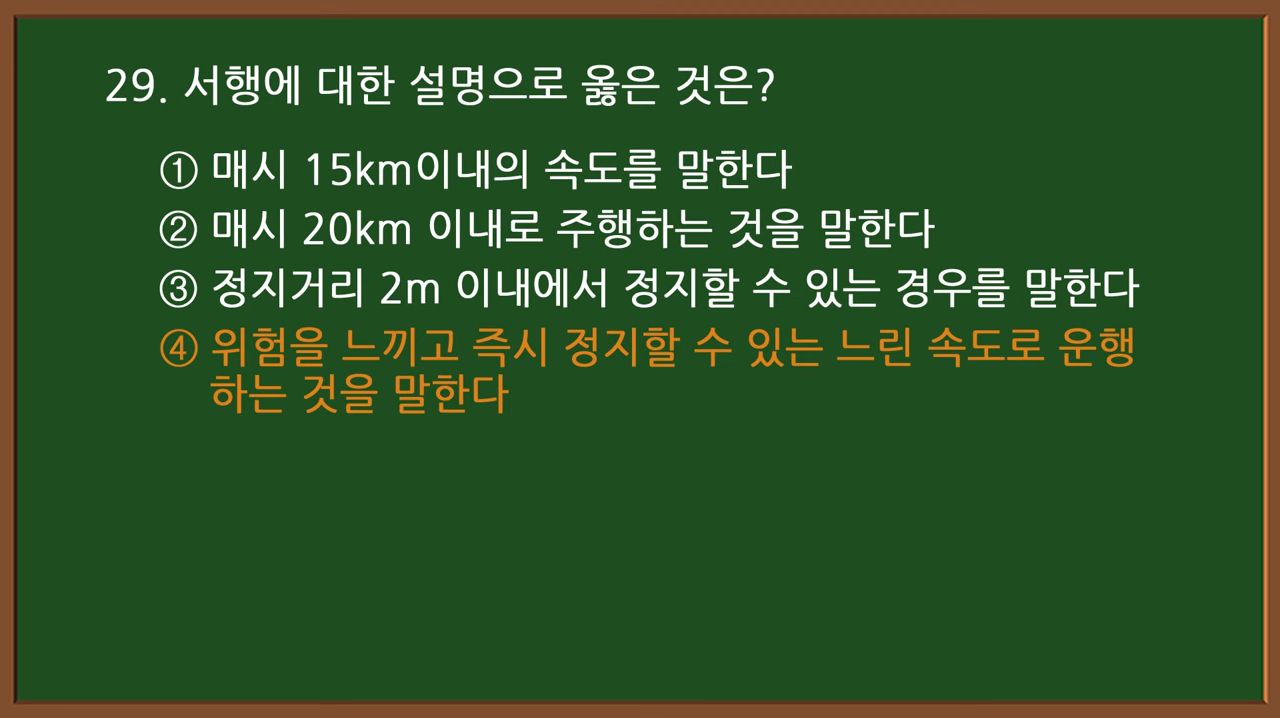 29. 서행에 대한 설명으로 옳은 것은?
① 매시 15km이내의 속도를 말한다
② 매시 20km 이내로 주행하는 것을 말한다
③ 정지거리 2m 이내에서 정지할 수 있는 경우를 말한다
④ 위험을 느끼고 즉시 정지할 수 있는 느린 속도로 운행
하는 것을 말한다